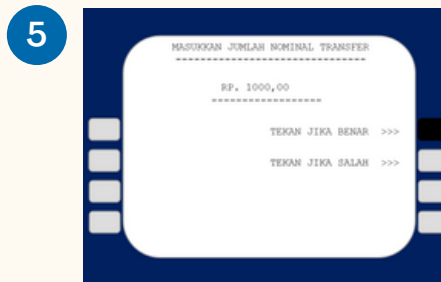 5
MASUKKAN JUMLAH NOMINAL TRANSFER
--------------------------------
RP. 1000,00
------------------
TEKAN JIKA BENAR >>>
TEKAN JIKA SALAH >>>